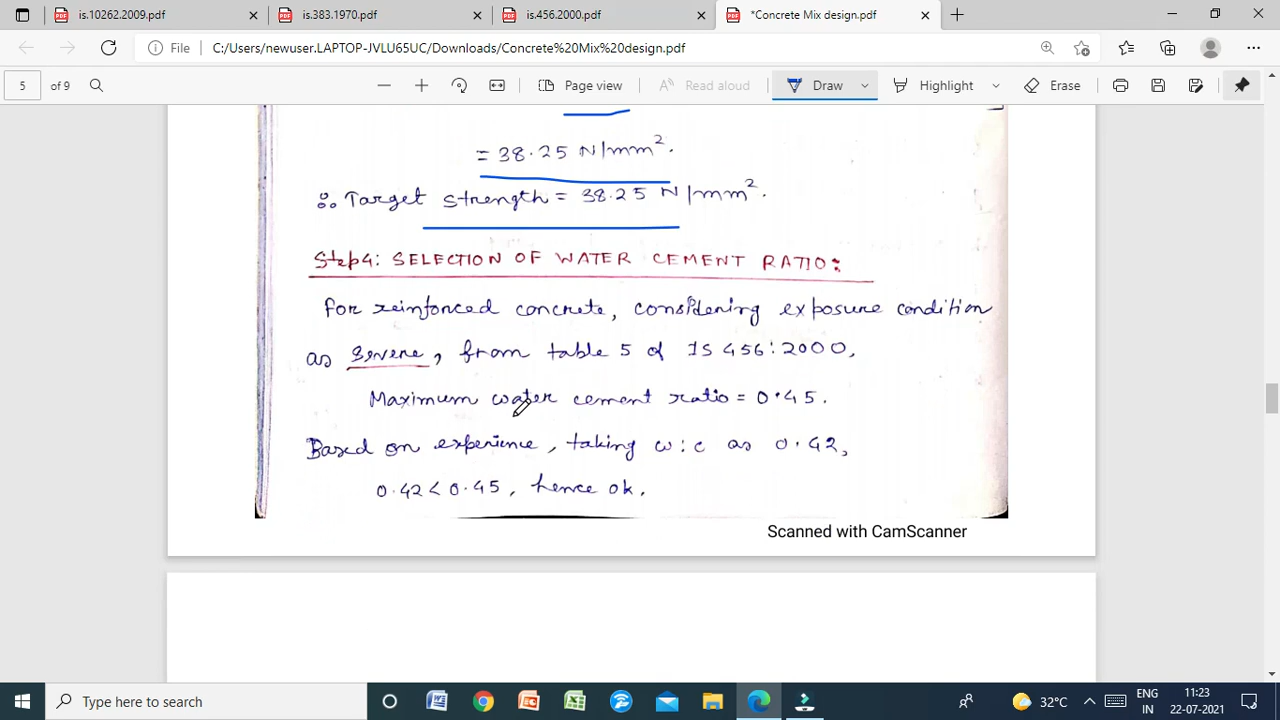 is.10262.2009.pdf
is.383.1970.pdf
is.456.2000.pdf
*Concrete Mix design.pdf
File
C:/Users/newuser.LAPTOP-JVLU65UC/Downloads/Concrete%20Mix%20design.pdf
5 of 9
Page view
Read aloud
Draw
Highlight
Erase
= 38.25 N/mm².
∴ Target strength = 38.25 N/mm².
Step4: SELECTION OF WATER CEMENT RATIO:
for reinforced concrete, considering exposure condition
as Severe, from table 5 of IS 456:2000,
Maximum water cement ratio = 0.45.
Based on experience, taking w:c as 0.42,
0.42 < 0.45, hence ok.
Scanned with CamScanner
Type here to search
32°C
ENG
IN
11:23
22-07-2021